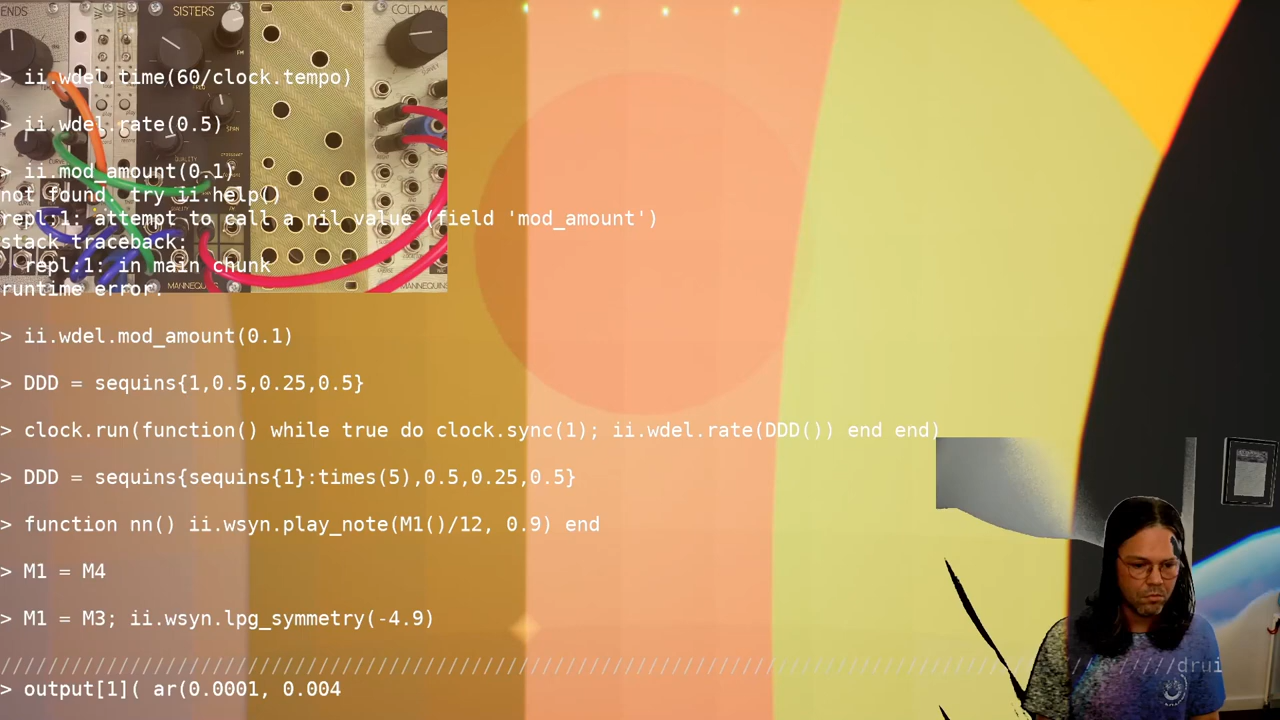 ENDS
SISTERS
COLD MAC
> ii.wdel.time(60/clock.tempo)
> ii.wdel.rate(0.5)
> ii.mod_amount(0.1)
not found. try ii.help()
repl:1: attempt to call a nil value (field 'mod_amount')
stack traceback:
repl:1: in main chunk
runtime error.
MANNEQUINS
MANNEQUINS
> ii.wdel.mod_amount(0.1)
> DDD = sequins{1,0.5,0.25,0.5}
> clock.run(function() while true do clock.sync(1); ii.wdel.rate(DDD()) end end)
> DDD = sequins{sequins{1}:times(5),0.5,0.25,0.5}
> function nn() ii.wsyn.play_note(M1()/12, 0.9) end
> M1 = M4
> M1 = M3; ii.wsyn.lpg_symmetry(-4.9)
druid
> output[1]( ar(0.0001, 0.004